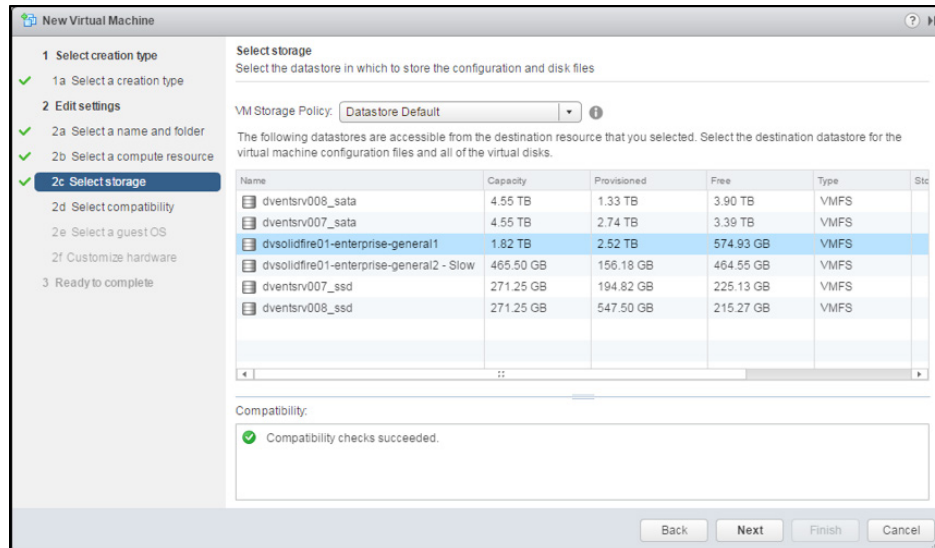 New Virtual Machine
?
1 Select creation type
1a Select a creation type
2 Edit settings
2a Select a name and folder
2b Select a compute resource
2c Select storage
2d Select compatibility
2e Select a guest OS
2f Customize hardware
3 Ready to complete
Select storage
Select the datastore in which to store the configuration and disk files
VM Storage Policy: Datastore Default
The following datastores are accessible from the destination resource that you selected. Select the destination datastore for the
virtual machine configuration files and all of the virtual disks.
Name Capacity Provisioned Free Type Stc
dventsrv008_sata 4.55 TB 1.33 TB 3.90 TB VMFS
dventsrv007_sata 4.55 TB 2.74 TB 3.39 TB VMFS
dvsolidfire01-enterprise-general1 1.82 TB 2.52 TB 574.93 GB VMFS
dvsolidfire01-enterprise-general2 - Slow 465.50 GB 156.18 GB 464.55 GB VMFS
dventsrv007_ssd 271.25 GB 194.82 GB 225.13 GB VMFS
dventsrv008_ssd 271.25 GB 547.50 GB 215.27 GB VMFS
Compatibility:
Compatibility checks succeeded.
Back Next Finish Cancel